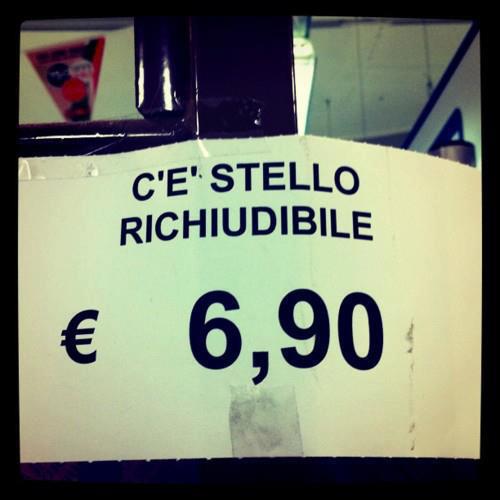 C'E' STELLO
RICHIUDIBILE
€ 6,90